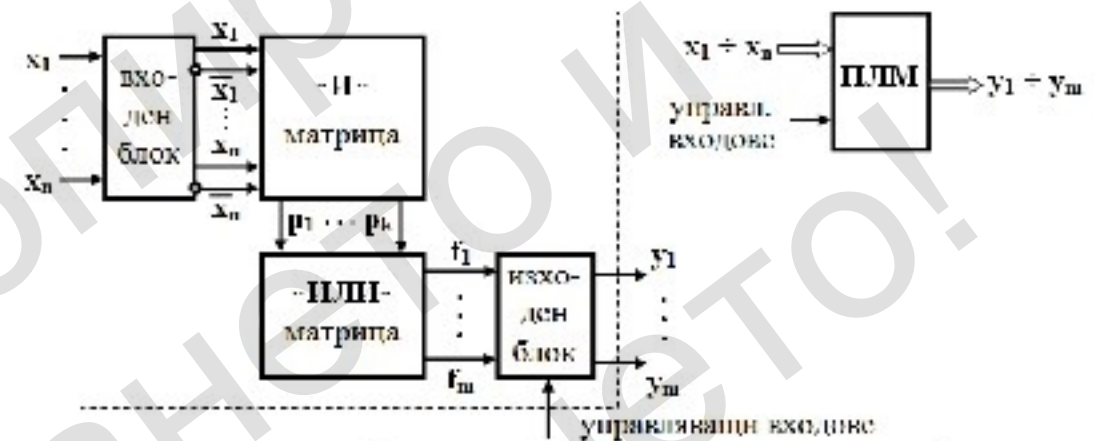 x₁
.
.
.
xₙ
вхо-
ден
блок
x₁
x̅₁
⋮
xₙ
x̅ₙ
"И"
матрица
p₁ ··· pₖ
"ИЛИ"
матрица
f₁
⋮
fₘ
изхо-
ден
блок
y₁
⋮
yₘ
управляващи входове
x₁ ÷ xₙ
управл.
входове
ПЛМ
y₁ ÷ yₘ